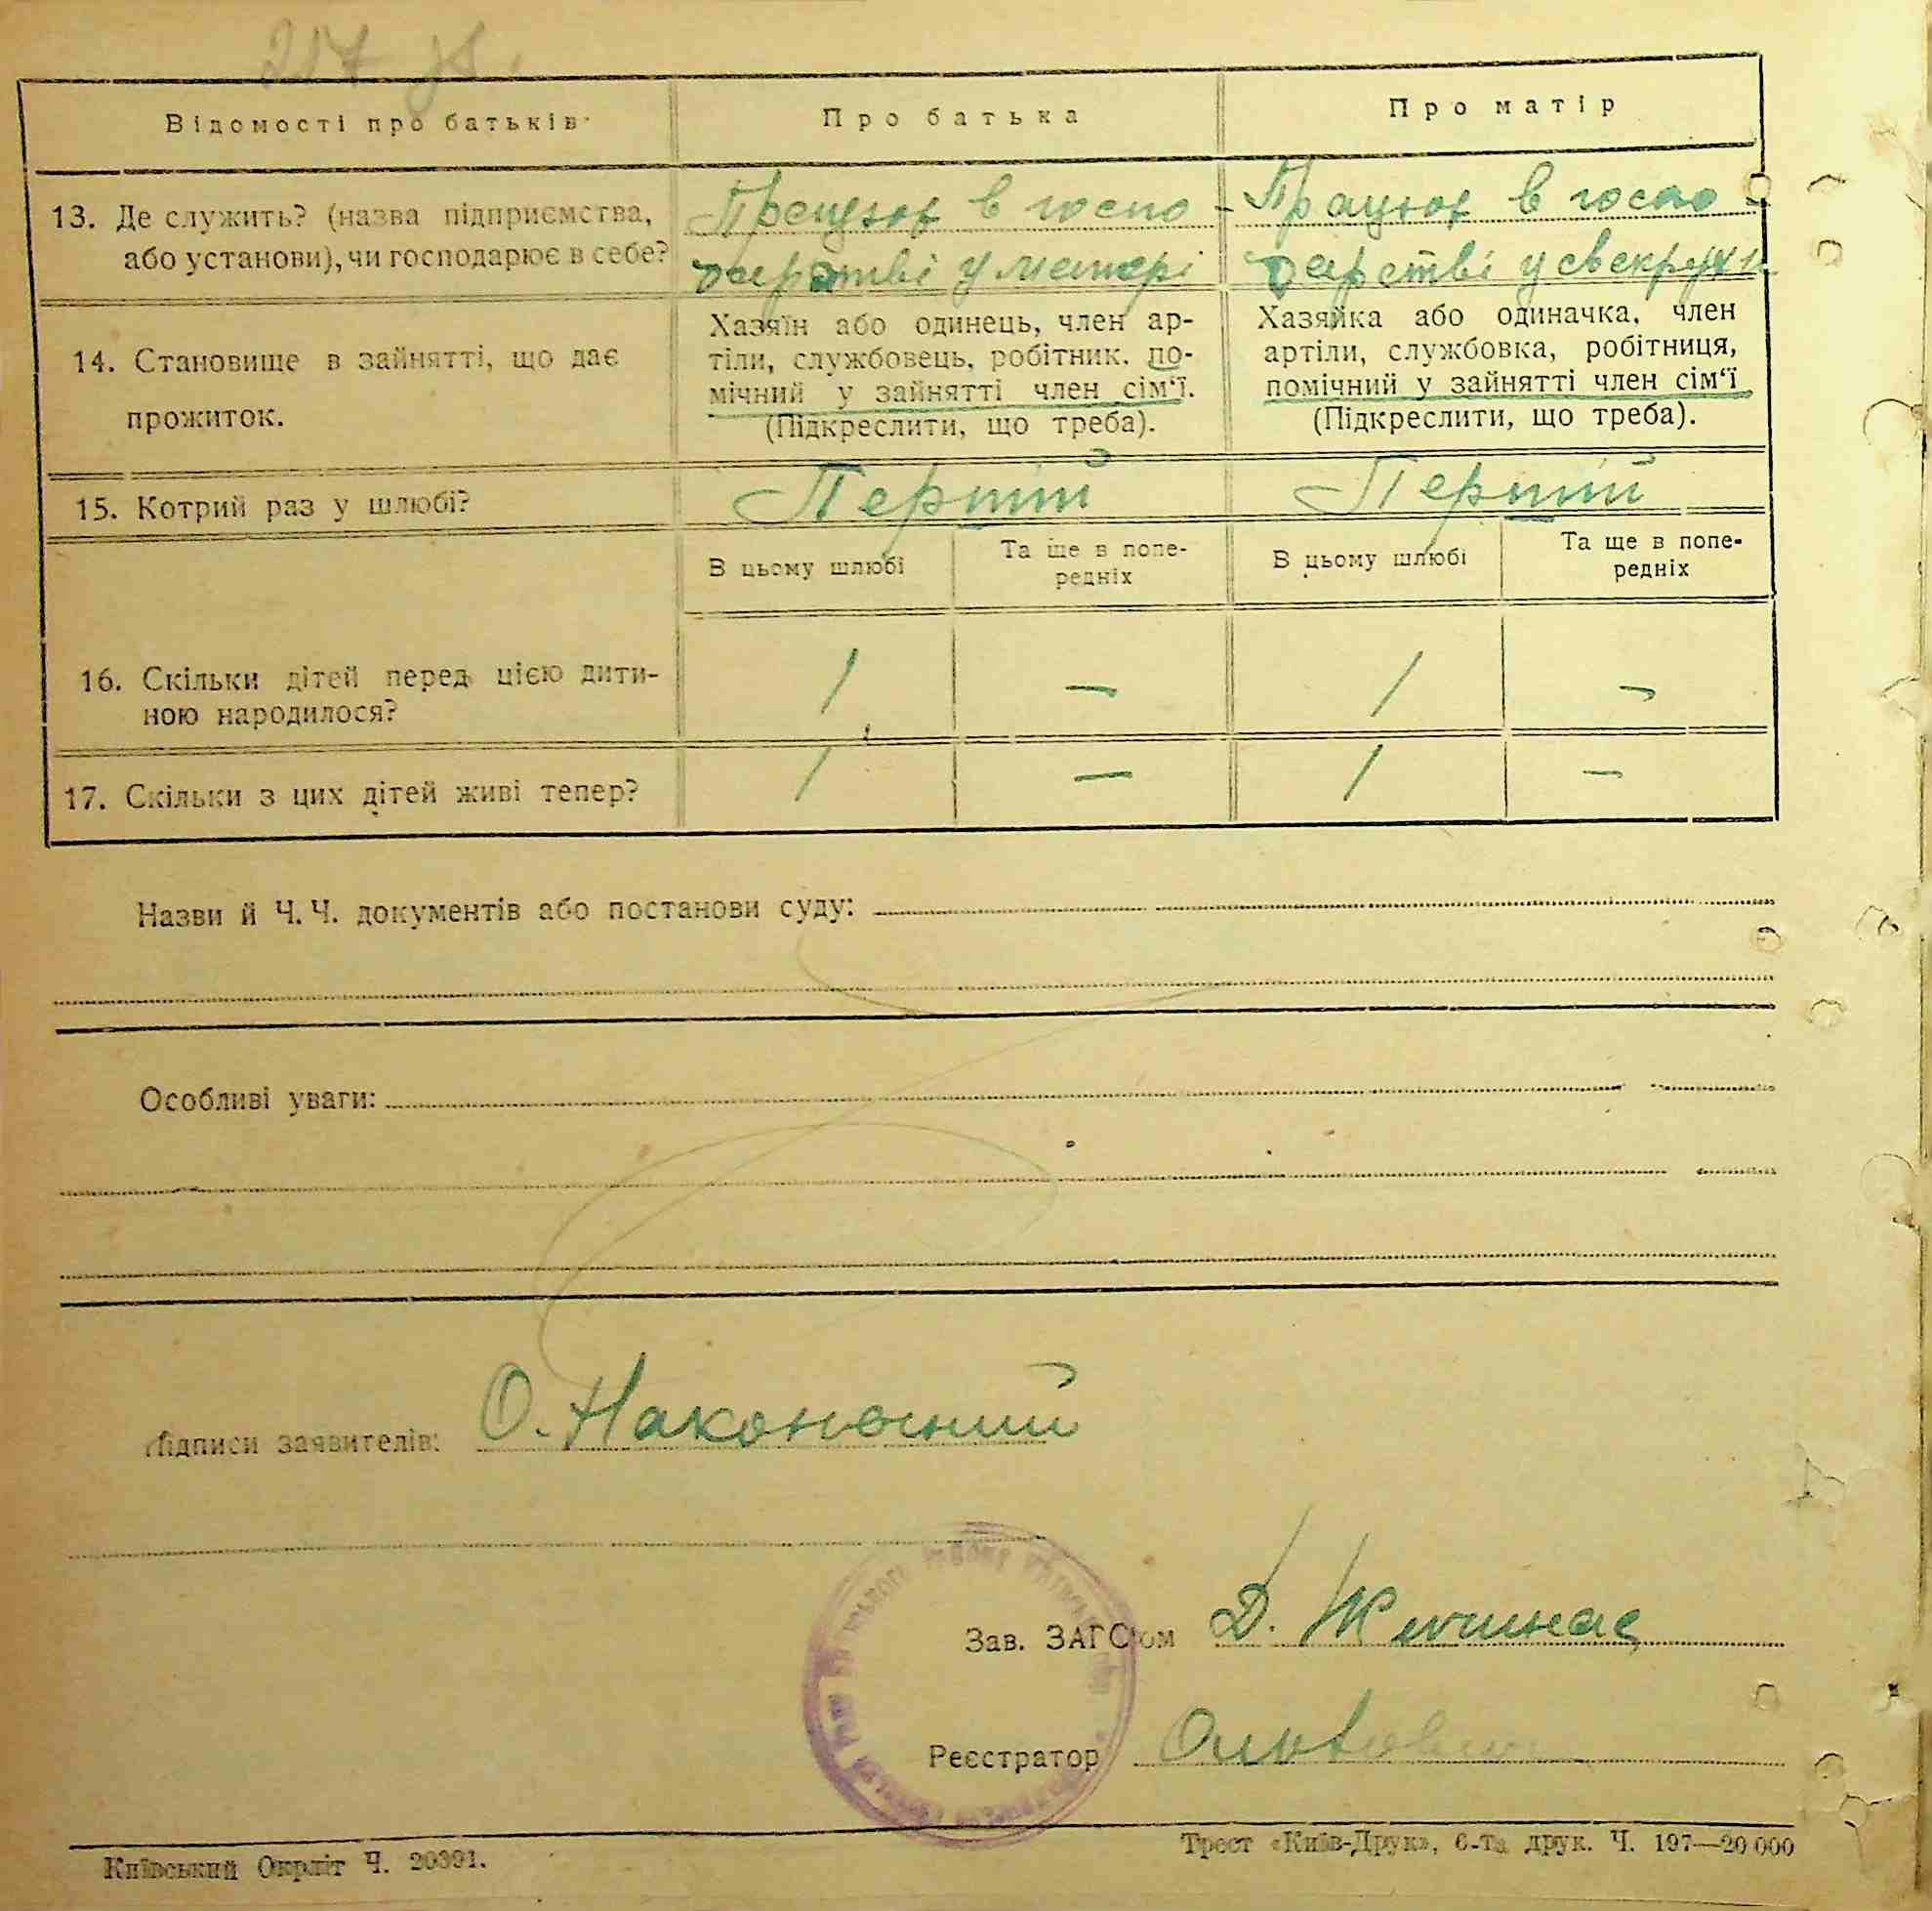 217
Відомості про батьків
Про батька
Про матір
13. Де служить? (назва підприємства,
або установи), чи господарює в себе?
Працює в госпо-
дарстві у матері
Працює в госпо
дарстві у свекрухи
14. Становище в зайнятті, що дає
прожиток.
Хазяїн або одинець, член ар-
тіли, службовець, робітник, по-
мічний у зайнятті член сім'ї.
(Підкреслити, що треба).
Хазяйка або одиначка, член
артіли, службовка, робітниця,
помічний у зайнятті член сім'ї
(Підкреслити, що треба).
15. Котрий раз у шлюбі?
Перший
Перший
В цьому шлюбі
Та ще в попе-
редніх
В цьому шлюбі
Та ще в попе-
редніх
16. Скільки дітей перед цією дити-
ною народилося?
1 — 1 —
17. Скільки з цих дітей живі тепер?
1 — 1 —
Назви й Ч. Ч. документів або постанови суду:
Особливі уваги:
Підписи заявителів: О. Наконечний
Зав. ЗАГС'ом Д.
Реєстратор
Київський Окрліт Ч. 20391.
Трест «Київ-Друк», 6-та друк. Ч. 197—20 000